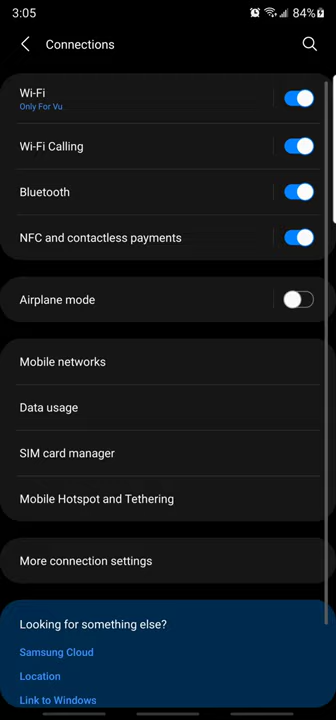 3:05
84%
Connections
Wi-Fi
Only For Vu
Wi-Fi Calling
Bluetooth
NFC and contactless payments
Airplane mode
Mobile networks
Data usage
SIM card manager
Mobile Hotspot and Tethering
More connection settings
Looking for something else?
Samsung Cloud
Location
Link to Windows